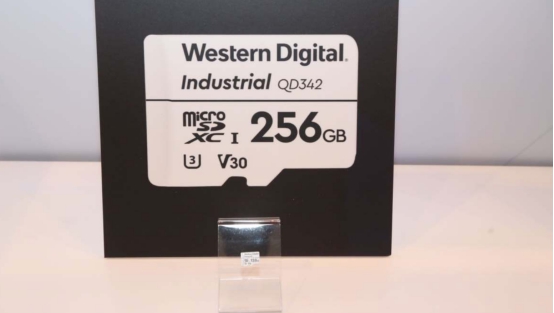 Western Digital.
Industrial QD342
micro SD XC I 256GB
U3 V30